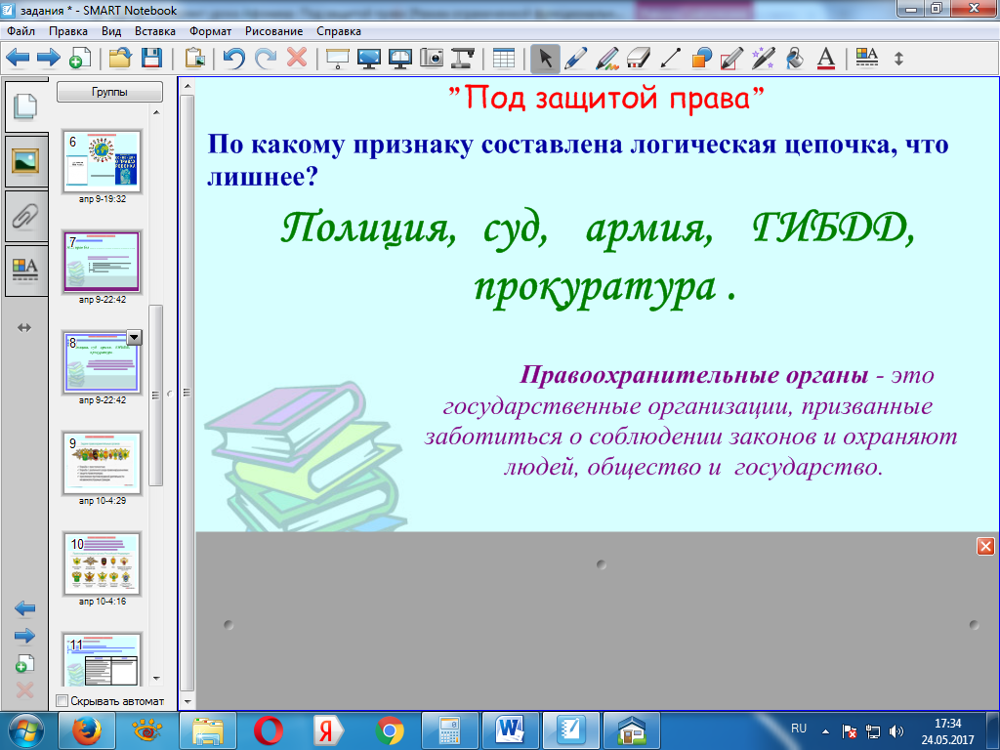 задания * - SMART Notebook
Файл Правка Вид Вставка Формат Рисование Справка
Группы
6
апр 9-19:32
7
апр 9-22:42
8
апр 9-22:42
9
апр 10-4:29
10
апр 10-4:16
11
Скрывать автомат
"Под защитой права"
По какому признаку составлена логическая цепочка, что
лишнее?
Полиция, суд, армия, ГИБДД,
прокуратура .
Правоохранительные органы - это
государственные организации, призванные
заботиться о соблюдении законов и охраняют
людей, общество и государство.
RU
17:34
24.05.2017